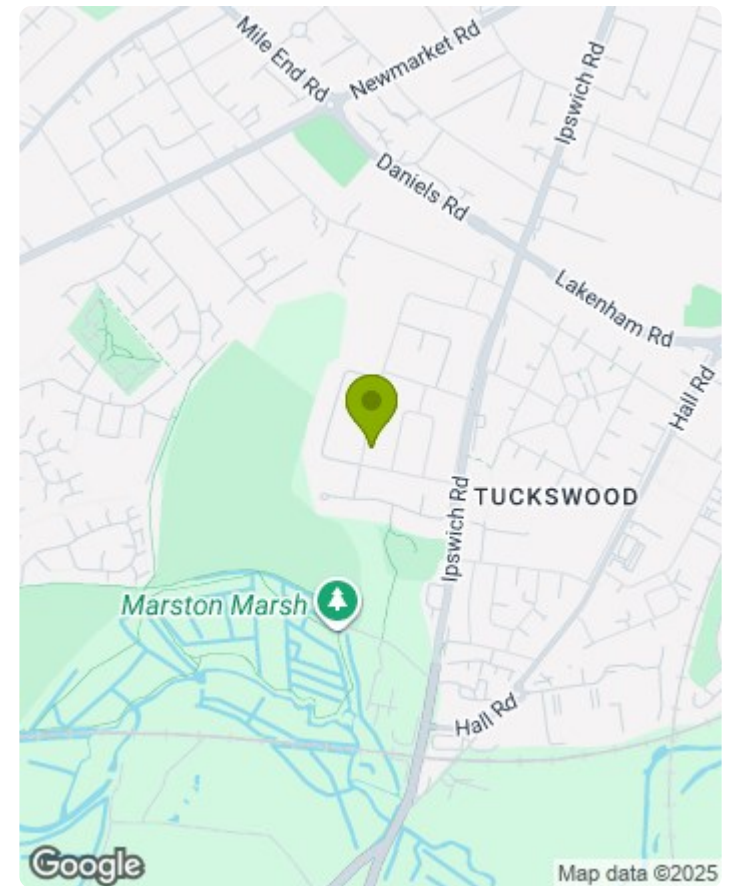 Mile End Rd
Newmarket Rd
Ipswich Rd
Daniels Rd
Lakenham Rd
Hall Rd
Ipswich Rd
TUCKSWOOD
Marston Marsh
Hall Rd
Google
Map data ©2025